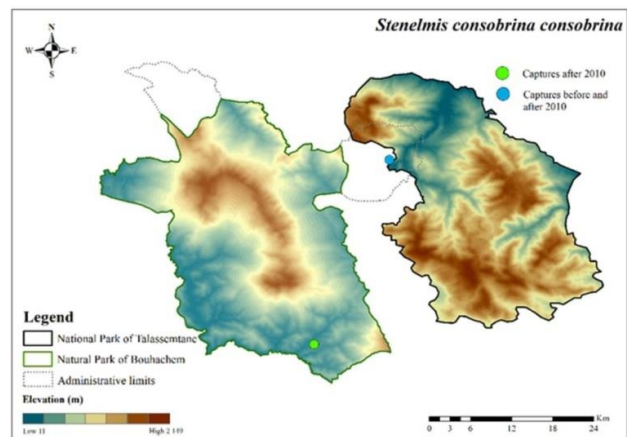 Stenelmis consobrina consobrina
N
W E
S
Captures after 2010
Captures before and
after 2010
Legend
National Park of Talassemtane
Natural Park of Bouhachem
Administrative limits
Elevation (m)
Low 11 High 2 149
0 3 6 12 18 24
Km